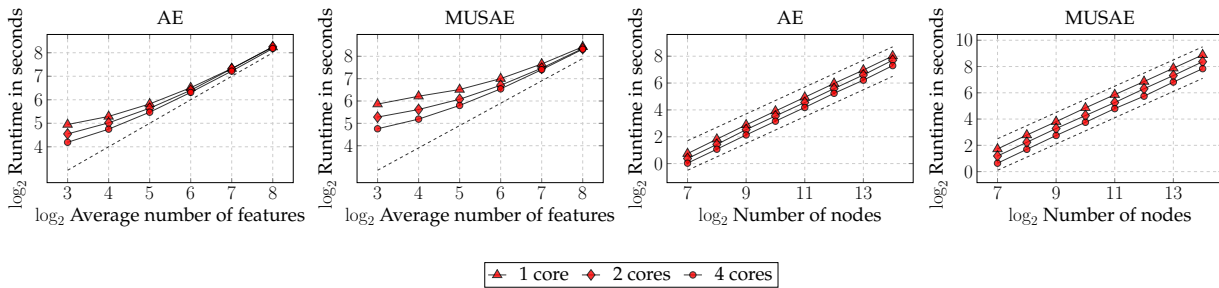 AE
log₂ Runtime in seconds
8
7
6
5
4
3 4 5 6 7 8
log₂ Average number of features
MUSAE
log₂ Runtime in seconds
8
7
6
5
4
3 4 5 6 7 8
log₂ Average number of features
AE
log₂ Runtime in seconds
8
6
4
2
0
7 9 11 13
log₂ Number of nodes
MUSAE
log₂ Runtime in seconds
10
8
6
4
2
0
7 9 11 13
log₂ Number of nodes
1 core 2 cores 4 cores